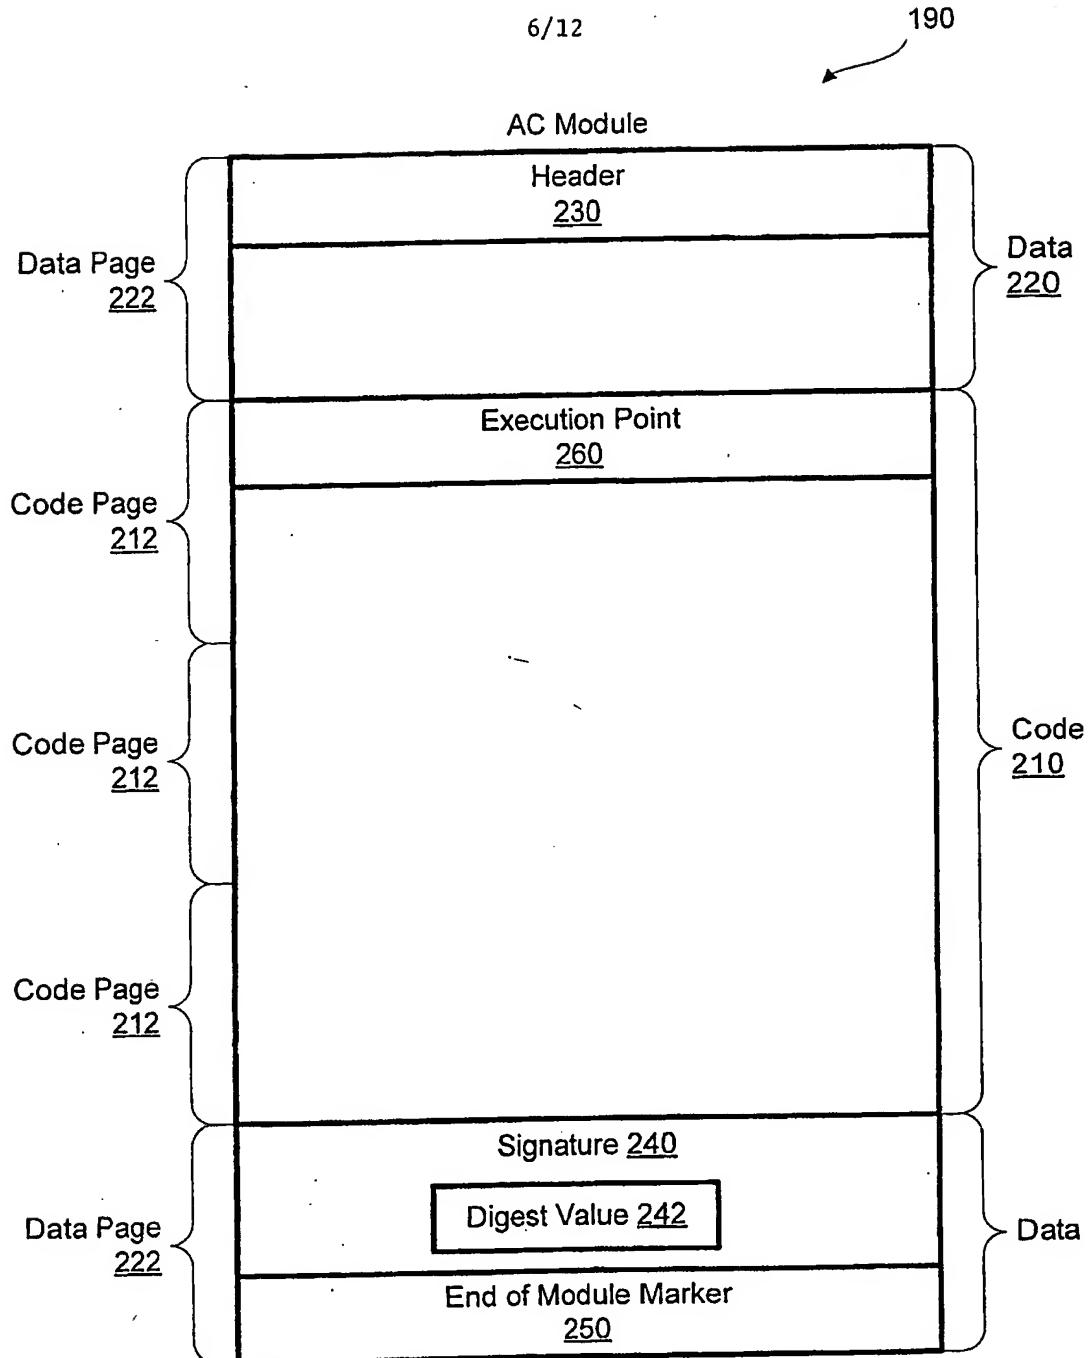 6/12
190
AC Module
Header
230
Data Page
222
Data
220
Execution Point
260
Code Page
212
Code Page
212
Code
210
Code Page
212
Signature 240
Digest Value 242
Data Page
222
Data
End of Module Marker
250